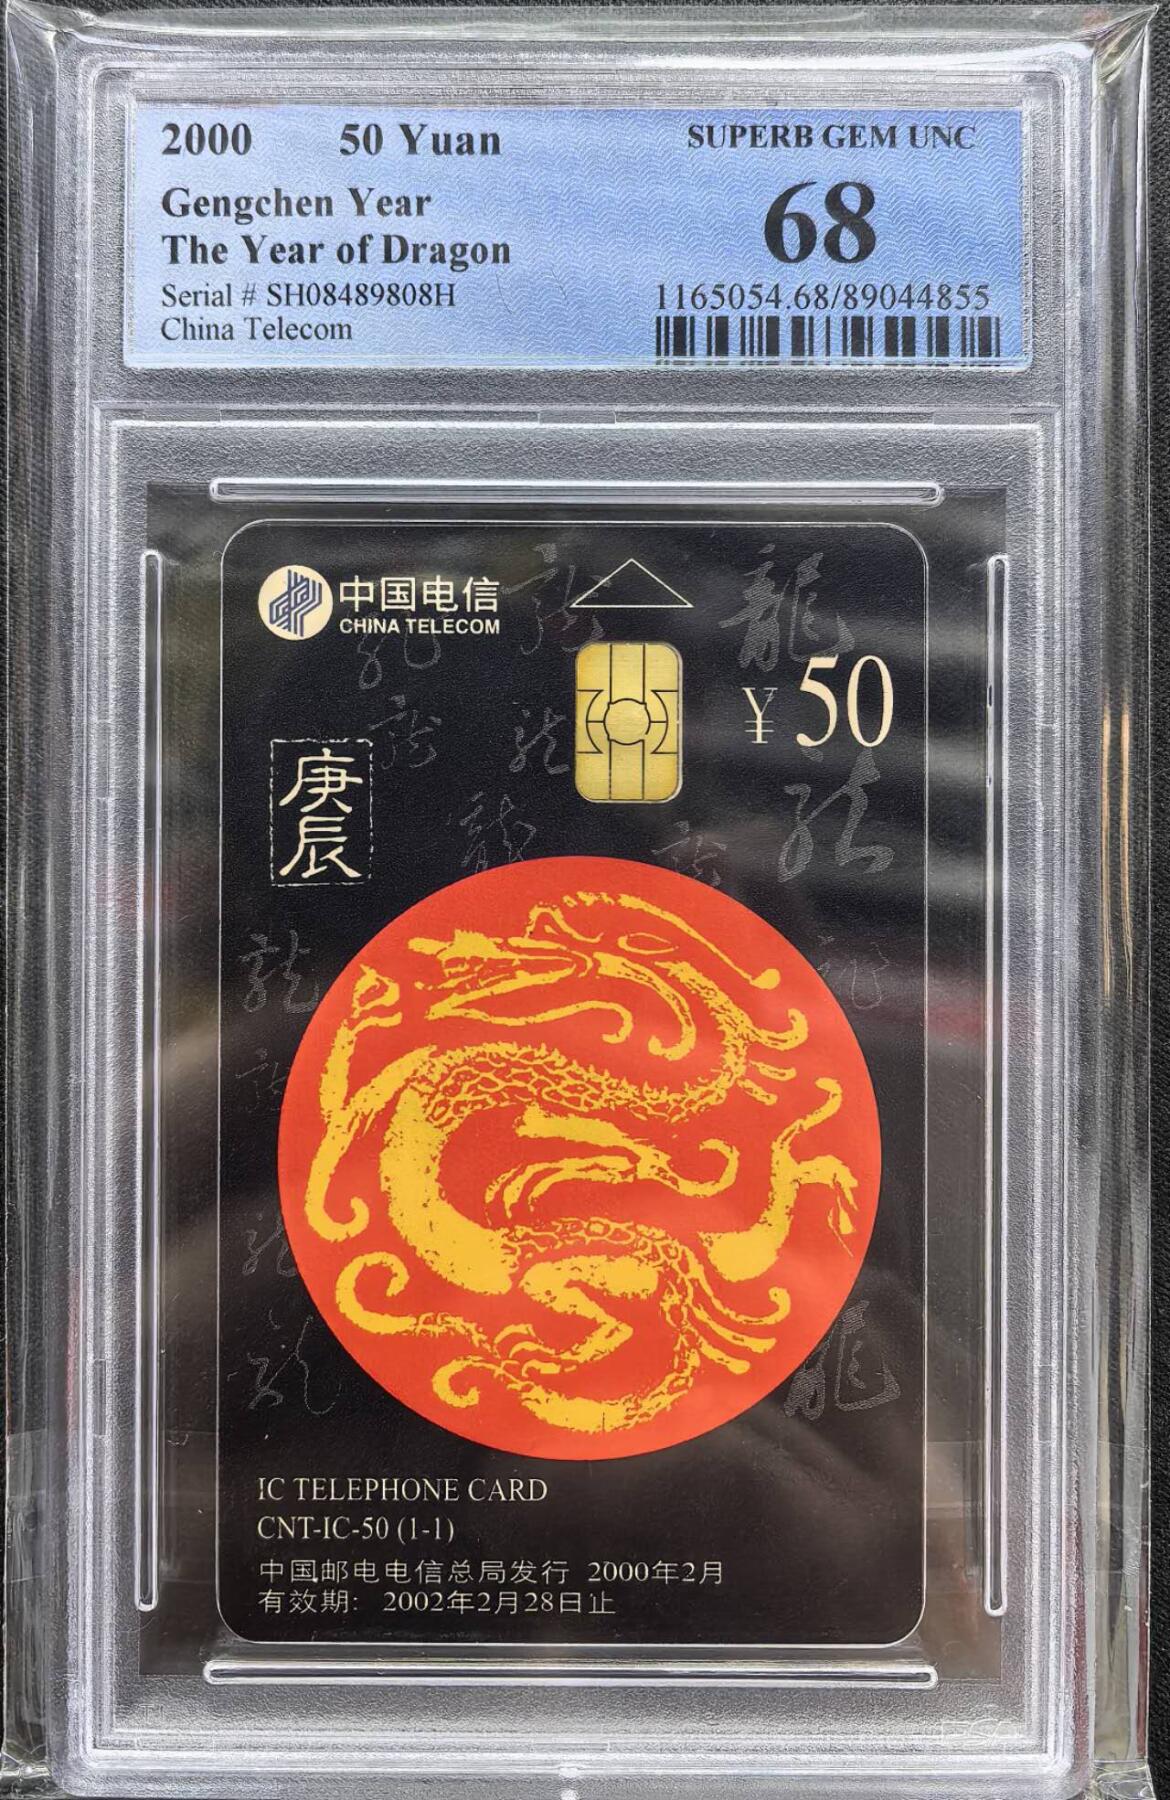 2000 50 Yuan
SUPERB GEM UNC
Gengchen Year
68
The Year of Dragon
Serial # SH08489808H
1165054.68/89044855
China Telecom
中国电信
CHINA TELECOM
¥50
庚辰
龍
龍
IC TELEPHONE CARD
CNT-IC-50 (1-1)
中国邮电电信总局发行 2000年2月
有效期: 2002年2月28日止